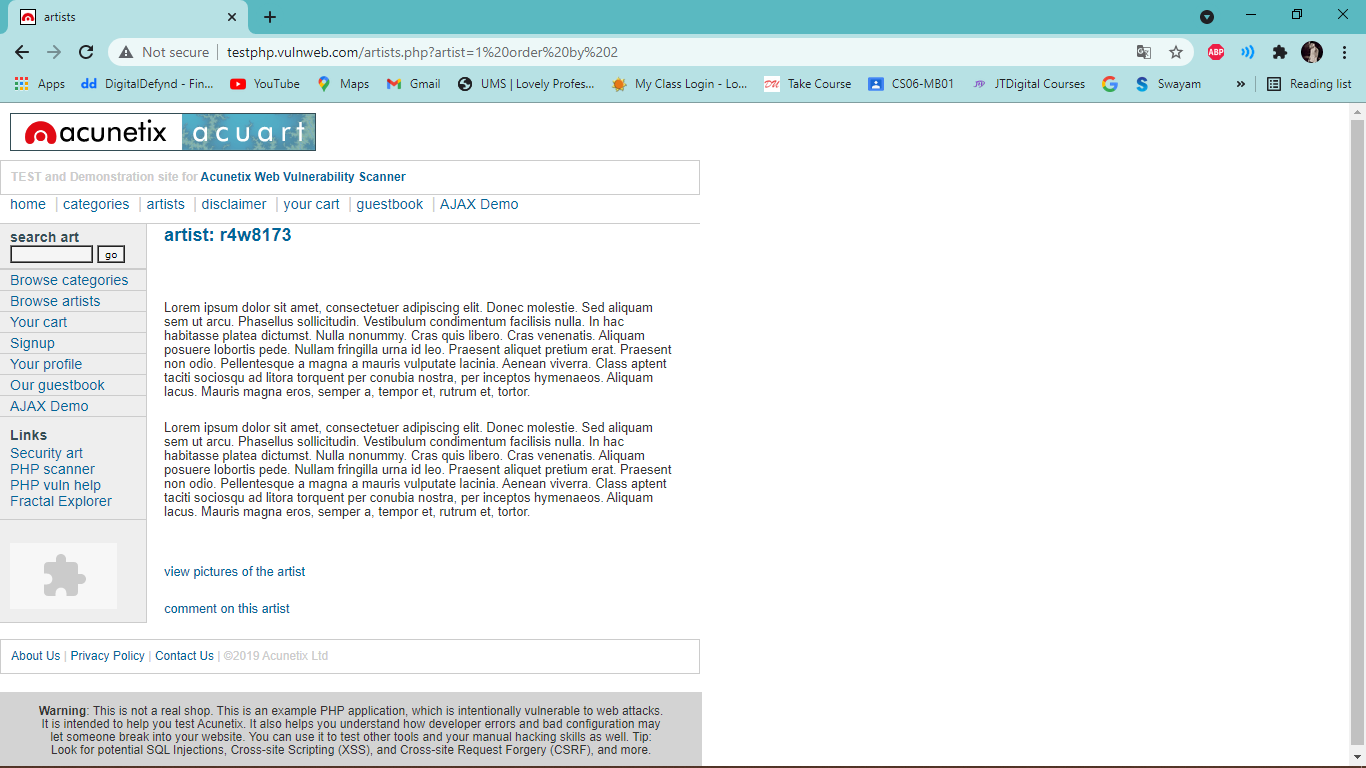 artists
Not secure
testphp.vulnweb.com/artists.php?artist=1%20order%20by%202
ABP
Apps
dd DigitalDefynd - Fin...
YouTube
Maps
Gmail
UMS | Lovely Profes...
My Class Login - Lo...
Take Course
CS06-MB01
JTDigital Courses
Swayam
»
Reading list
acunetix acuart
TEST and Demonstration site for Acunetix Web Vulnerability Scanner
home | categories | artists | disclaimer | your cart | guestbook | AJAX Demo
search art
go
Browse categories
Browse artists
Your cart
Signup
Your profile
Our guestbook
AJAX Demo
Links
Security art
PHP scanner
PHP vuln help
Fractal Explorer
artist: r4w8173
Lorem ipsum dolor sit amet, consectetuer adipiscing elit. Donec molestie. Sed aliquam
sem ut arcu. Phasellus sollicitudin. Vestibulum condimentum facilisis nulla. In hac
habitasse platea dictumst. Nulla nonummy. Cras quis libero. Cras venenatis. Aliquam
posuere lobortis pede. Nullam fringilla urna id leo. Praesent aliquet pretium erat. Praesent
non odio. Pellentesque a magna a mauris vulputate lacinia. Aenean viverra. Class aptent
taciti sociosqu ad litora torquent per conubia nostra, per inceptos hymenaeos. Aliquam
lacus. Mauris magna eros, semper a, tempor et, rutrum et, tortor.
Lorem ipsum dolor sit amet, consectetuer adipiscing elit. Donec molestie. Sed aliquam
sem ut arcu. Phasellus sollicitudin. Vestibulum condimentum facilisis nulla. In hac
habitasse platea dictumst. Nulla nonummy. Cras quis libero. Cras venenatis. Aliquam
posuere lobortis pede. Nullam fringilla urna id leo. Praesent aliquet pretium erat. Praesent
non odio. Pellentesque a magna a mauris vulputate lacinia. Aenean viverra. Class aptent
taciti sociosqu ad litora torquent per conubia nostra, per inceptos hymenaeos. Aliquam
lacus. Mauris magna eros, semper a, tempor et, rutrum et, tortor.
view pictures of the artist
comment on this artist
About Us | Privacy Policy | Contact Us | ©2019 Acunetix Ltd
Warning: This is not a real shop. This is an example PHP application, which is intentionally vulnerable to web attacks.
It is intended to help you test Acunetix. It also helps you understand how developer errors and bad configuration may
let someone break into your website. You can use it to test other tools and your manual hacking skills as well. Tip:
Look for potential SQL Injections, Cross-site Scripting (XSS), and Cross-site Request Forgery (CSRF), and more.